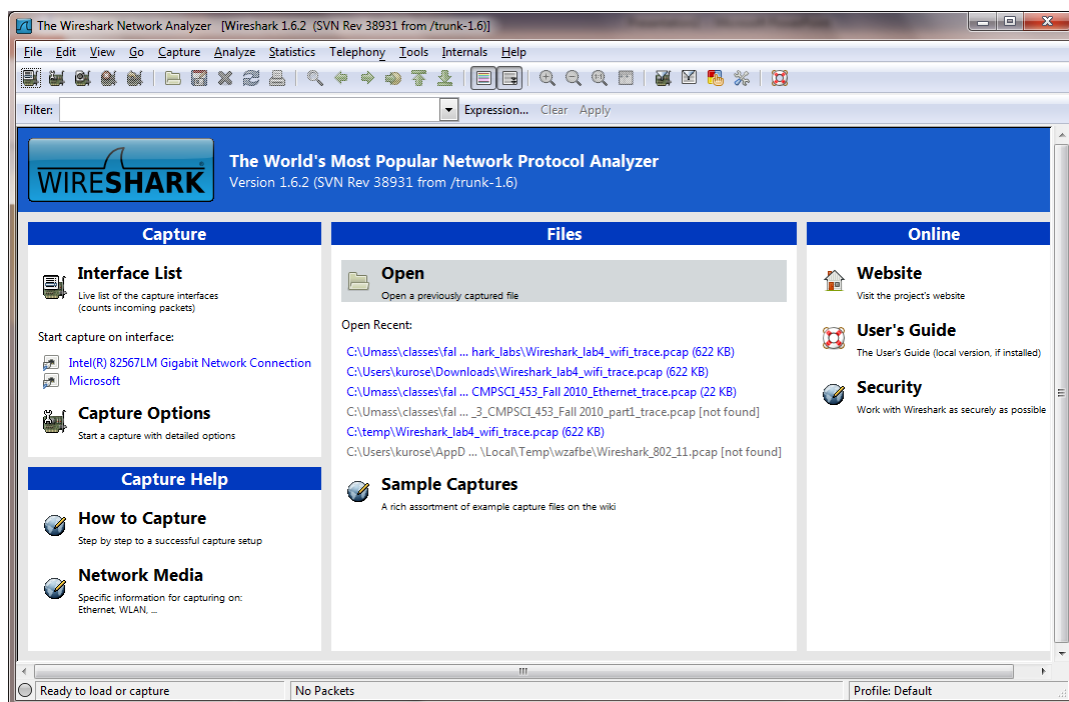 The Wireshark Network Analyzer [Wireshark 1.6.2 (SVN Rev 38931 from /trunk-1.6)]
File Edit View Go Capture Analyze Statistics Telephony Tools Internals Help
Filter: Expression... Clear Apply
WIRESHARK
The World's Most Popular Network Protocol Analyzer
Version 1.6.2 (SVN Rev 38931 from /trunk-1.6)
Capture
Interface List
Live list of the capture interfaces
(counts incoming packets)
Start capture on interface:
Intel(R) 82567LM Gigabit Network Connection
Microsoft
Capture Options
Start a capture with detailed options
Capture Help
How to Capture
Step by step to a successful capture setup
Network Media
Specific information for capturing on:
Ethernet, WLAN, ...
Files
Open
Open a previously captured file
Open Recent:
C:\Umass\classes\fal ... hark_labs\Wireshark_lab4_wifi_trace.pcap (622 KB)
C:\Users\kurose\Downloads\Wireshark_lab4_wifi_trace.pcap (622 KB)
C:\Umass\classes\fal ... CMPSCI_453_Fall 2010_Ethernet_trace.pcap (22 KB)
C:\Umass\classes\fal ... _3_CMPSCI_453_Fall 2010_part1_trace.pcap [not found]
C:\temp\Wireshark_lab4_wifi_trace.pcap (622 KB)
C:\Users\kurose\AppD ... \Local\Temp\wzafbe\Wireshark_802_11.pcap [not found]
Sample Captures
A rich assortment of example capture files on the wiki
Online
Website
Visit the project's website
User's Guide
The User's Guide (local version, if installed)
Security
Work with Wireshark as securely as possible
Ready to load or capture
No Packets
Profile: Default